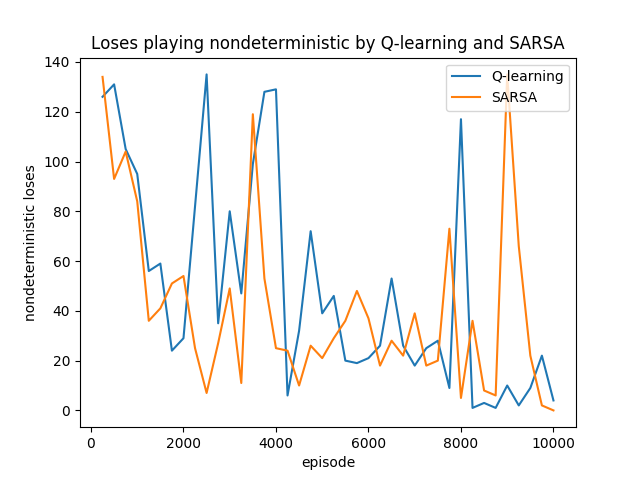 Loses playing nondeterministic by Q-learning and SARSA
Q-learning
SARSA
140
120
100
80
60
40
20
0
nondeterministic loses
0 2000 4000 6000 8000 10000
episode